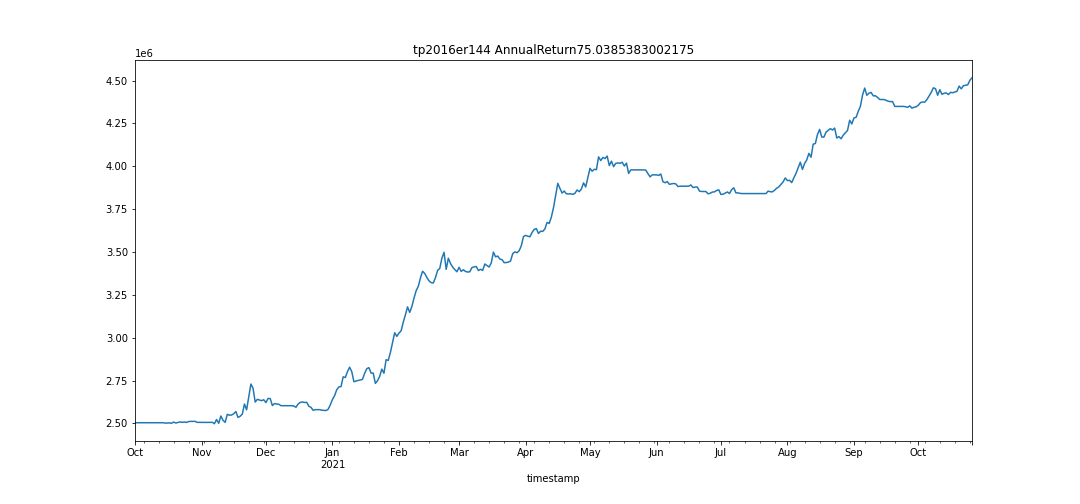 tp2016er144 AnnualReturn75.0385383002175
1e6
4.50
4.25
4.00
3.75
3.50
3.25
3.00
2.75
2.50
Oct Nov Dec Jan Feb Mar Apr May Jun Jul Aug Sep Oct
2021
timestamp